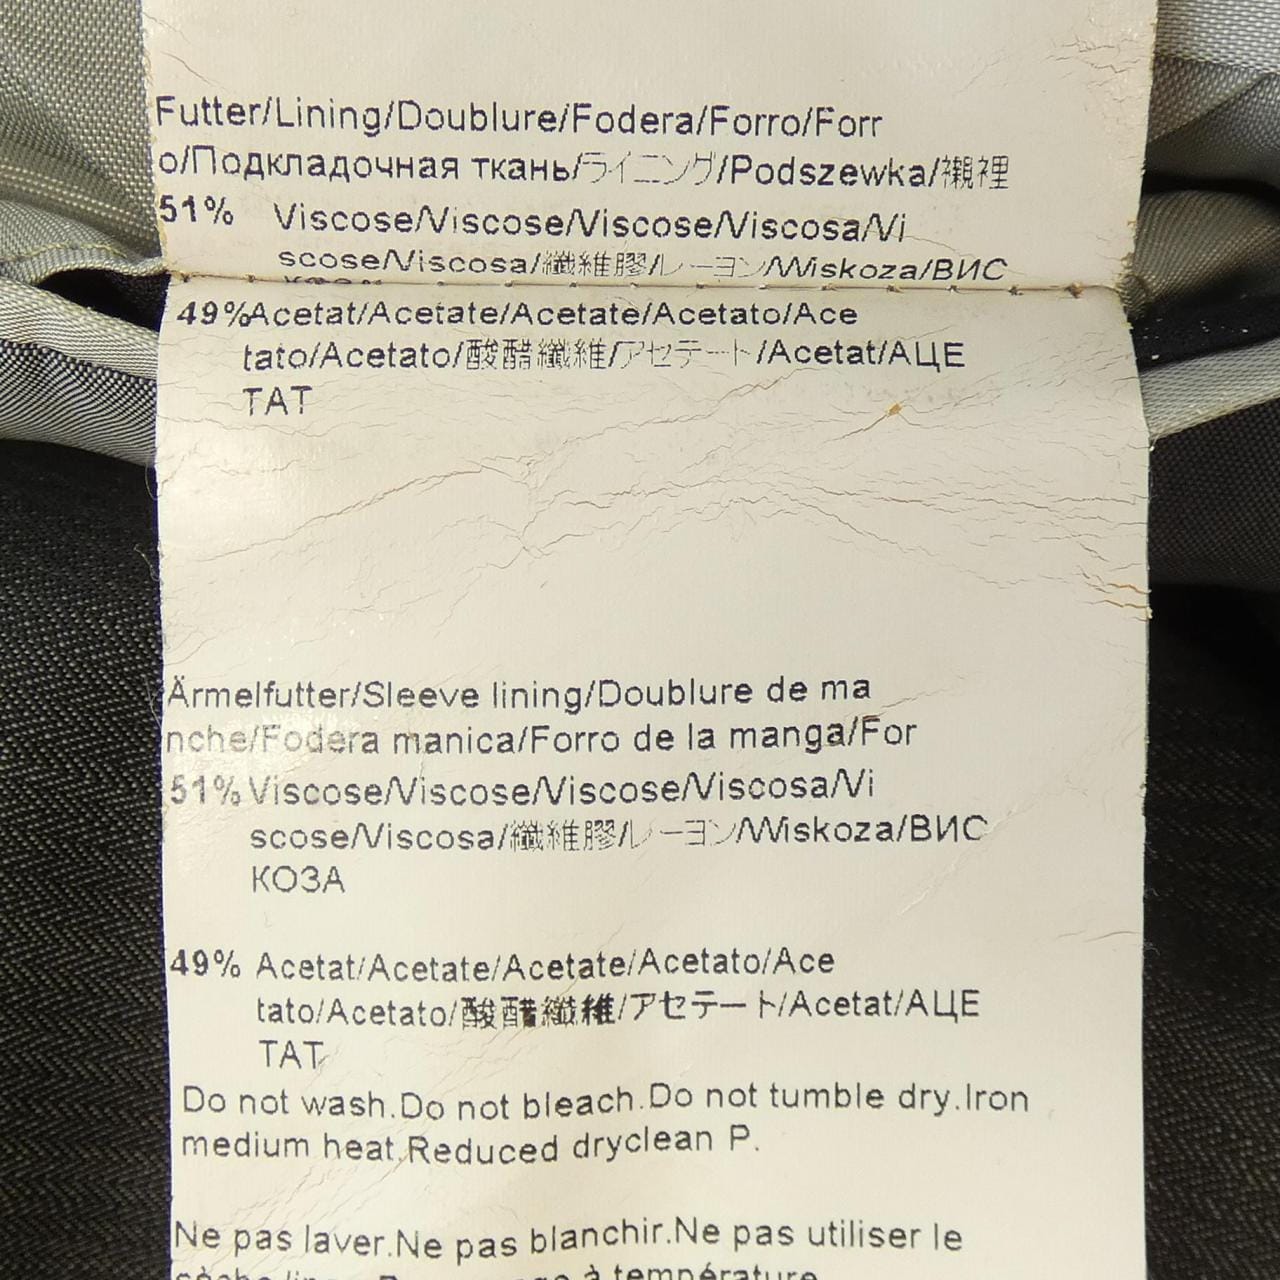 Futter/Lining/Doublure/Fodera/Forro/Forr
o/Подкладочная ткань/ライニング/Podszewka/襯裡
51% Viscose/Viscose/Viscose/Viscosa/Vi
scose/Viscosa/纖維膠/レーヨン/Wiskoza/ВИС
49% Acetat/Acetate/Acetate/Acetato/Ace
tato/Acetato/酸醋纖維/アセテート/Acetat/АЦЕ
ТАТ
Ärmelfutter/Sleeve lining/Doublure de ma
nche/Fodera manica/Forro de la manga/For
51% Viscose/Viscose/Viscose/Viscosa/Vi
scose/Viscosa/纖維膠/レーヨン/Wiskoza/ВИС
КОЗА
49% Acetat/Acetate/Acetate/Acetato/Ace
tato/Acetato/酸醋纖維/アセテート/Acetat/АЦЕ
ТАТ
Do not wash.Do not bleach.Do not tumble dry.Iron
medium heat.Reduced dryclean P.
Ne pas laver.Ne pas blanchir.Ne pas utiliser le
à température